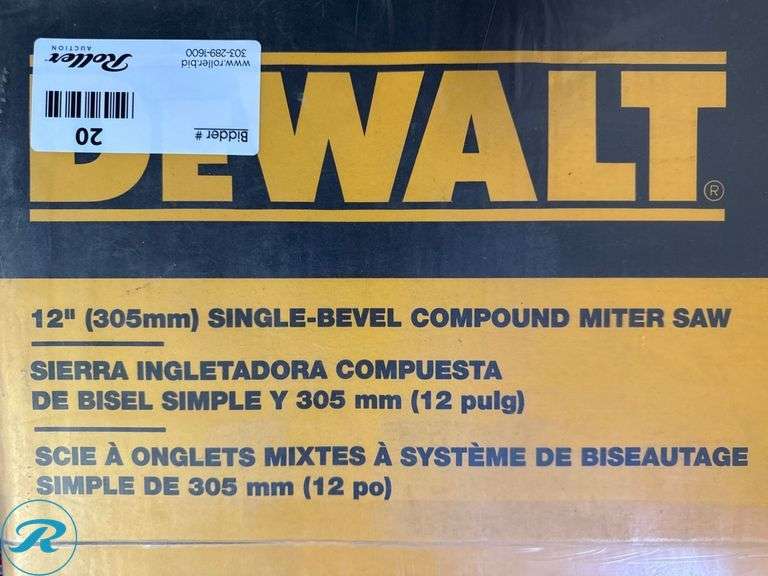 Roller
AUCTION
www.roller.bid
303-289-1600
20
Bidder #
DEWALT®
12" (305mm) SINGLE-BEVEL COMPOUND MITER SAW
SIERRA INGLETADORA COMPUESTA
DE BISEL SIMPLE Y 305 mm (12 pulg)
SCIE À ONGLETS MIXTES À SYSTÈME DE BISEAUTAGE
SIMPLE DE 305 mm (12 po)
R